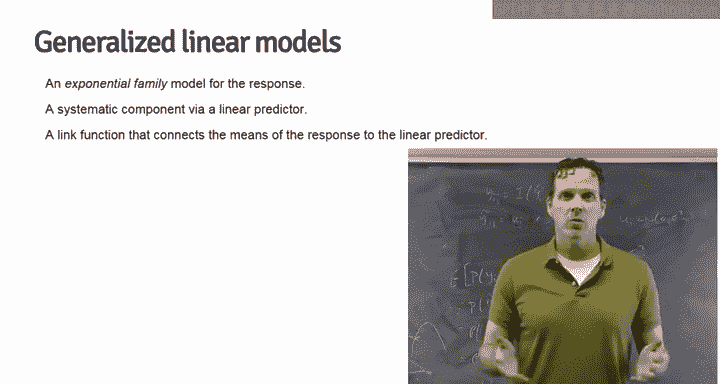 Generalized linear models
An exponential family model for the response.
A systematic component via a linear predictor.
A link function that connects the means of the response to the linear predictor.